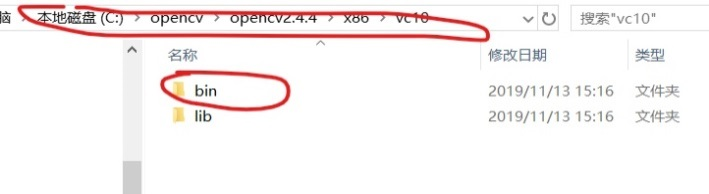 脑 › 本地磁盘 (C:) › opencv › opencv2.4.4 › x86 › vc10
搜索"vc10"
名称 修改日期 类型
bin 2019/11/13 15:16 文件夹
lib 2019/11/13 15:16 文件夹